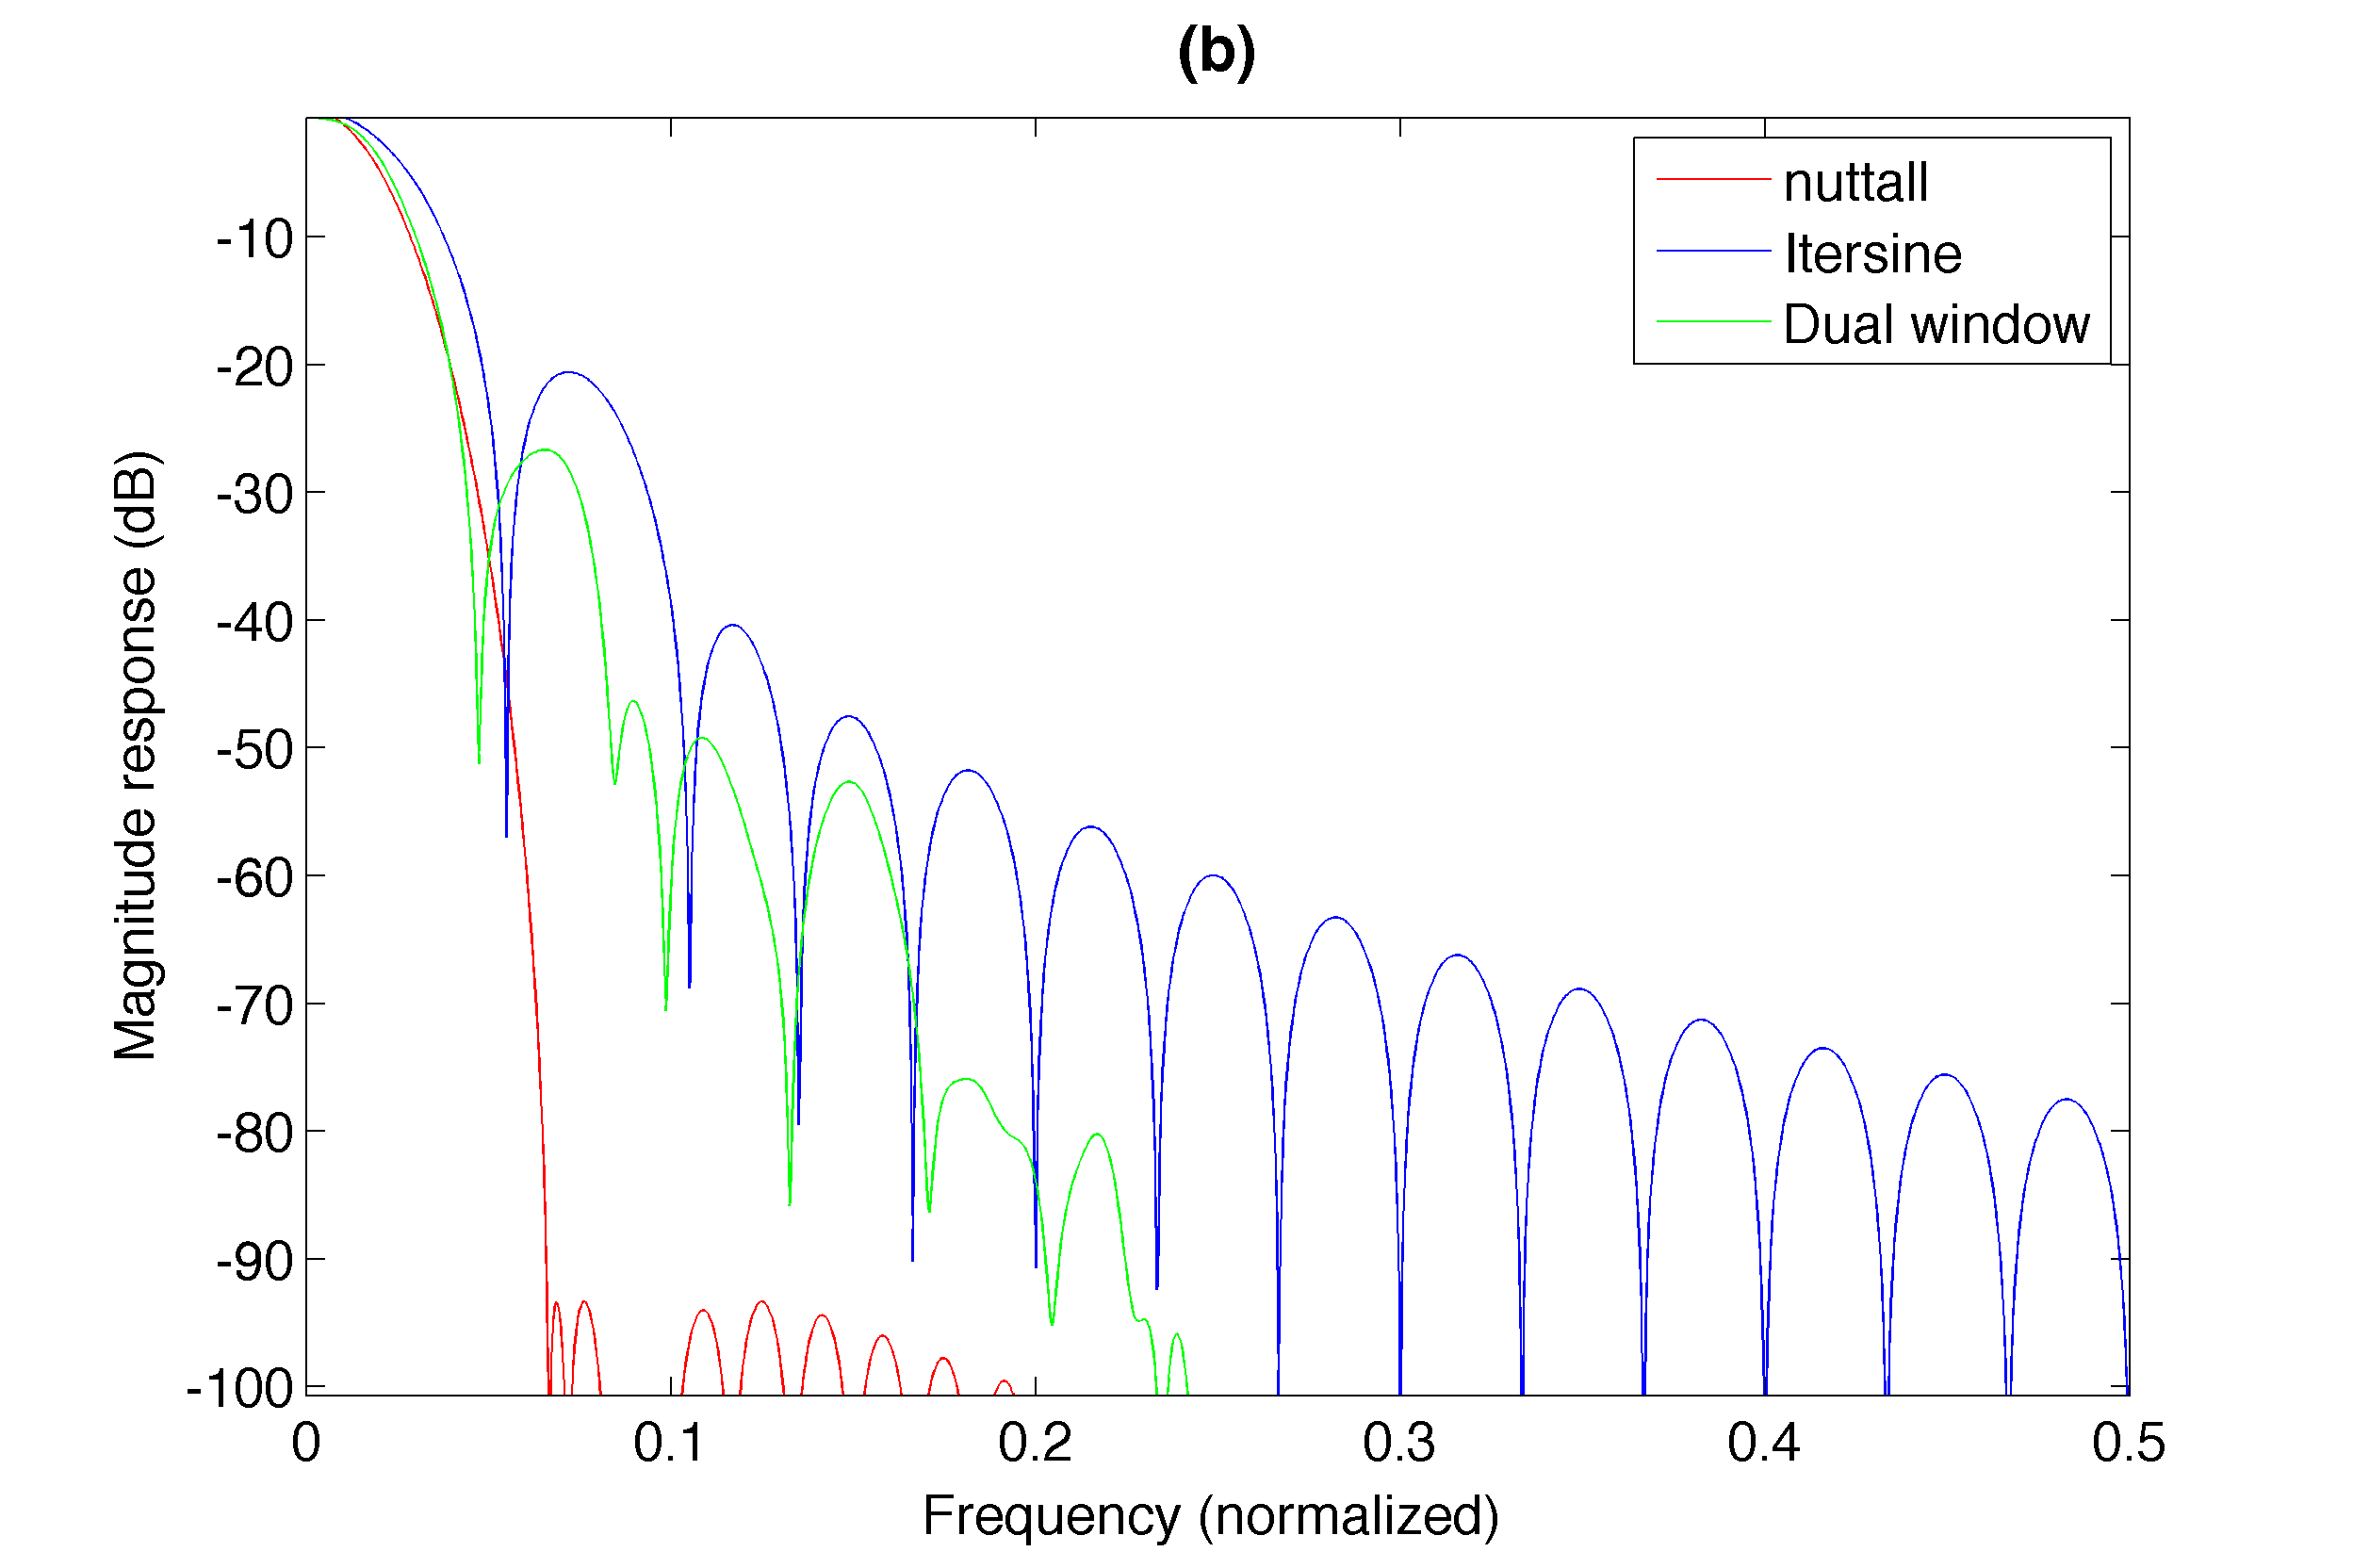 (b)
nuttall
Itersine
Dual window
Magnitude response (dB)
-10
-20
-30
-40
-50
-60
-70
-80
-90
-100
0 0.1 0.2 0.3 0.4 0.5
Frequency (normalized)